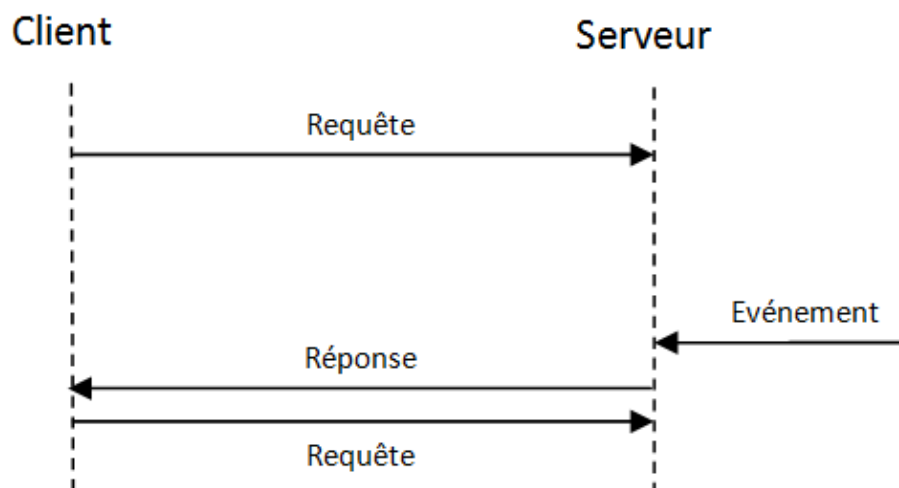 Client
Serveur
Requête
Evénement
Réponse
Requête